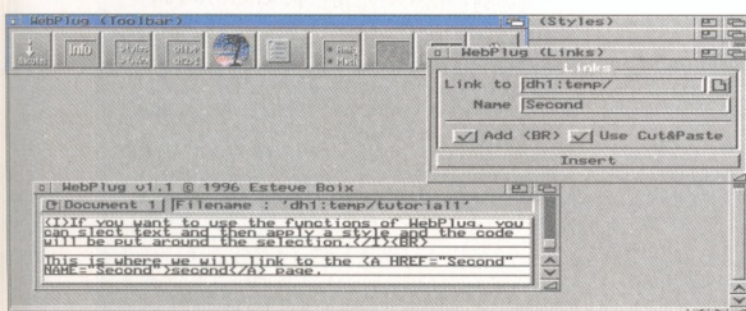 WebPlug (Toolbar)
(Styles)
Info
Styles
WebPlug (Links)
Links
Link to dh1:temp/
Name Second
Add <BR> Use Cut&Paste
Insert
WebPlug v1.1 © 1996 Esteve Boix
Document 1 Filename : 'dh1:temp/tutorial1'
<I>If you want to use the functions of WebPlug, you
can slect text and then apply a style and the code
will be put around the selection.</I><BR>
This is where we will link to the <A HREF="Second"
NAME="Second">second</A> page.